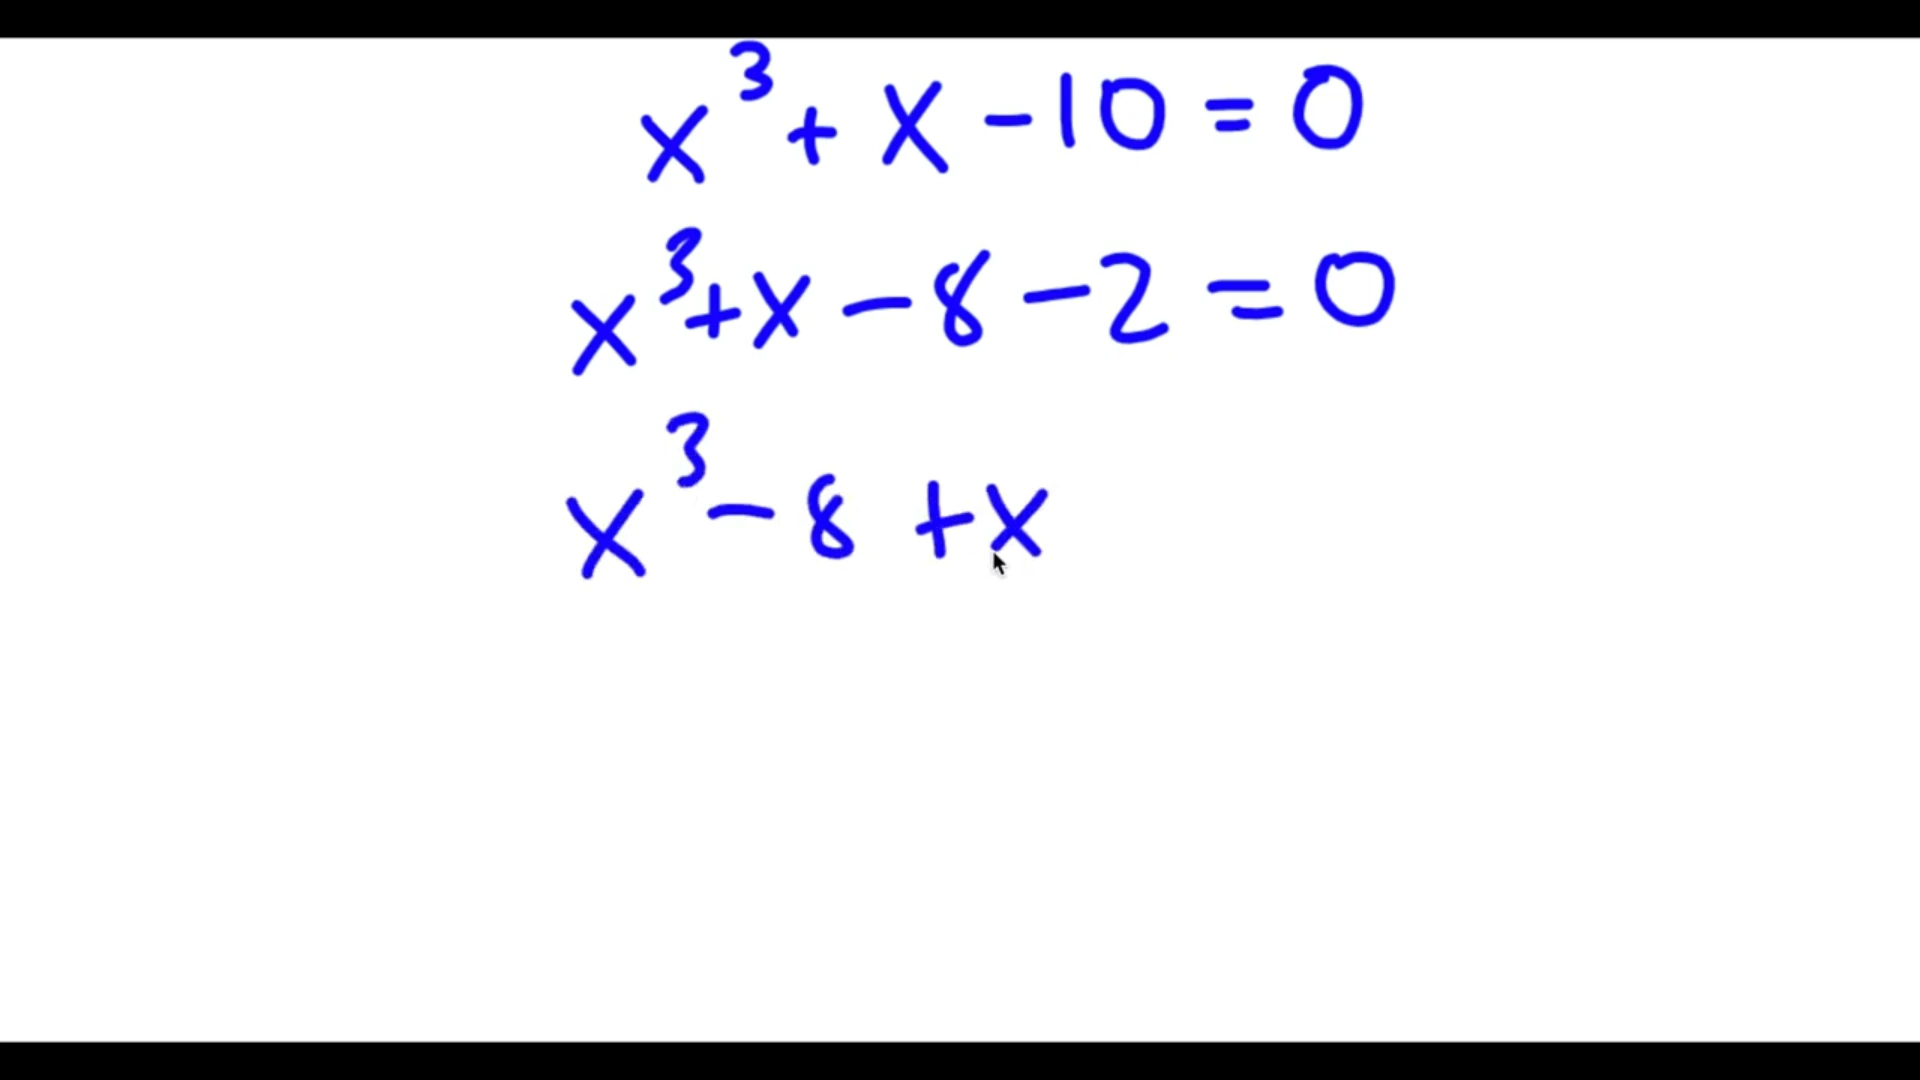 x³ + x - 10 = 0
x³ + x - 8 - 2 = 0
x³ - 8 + x